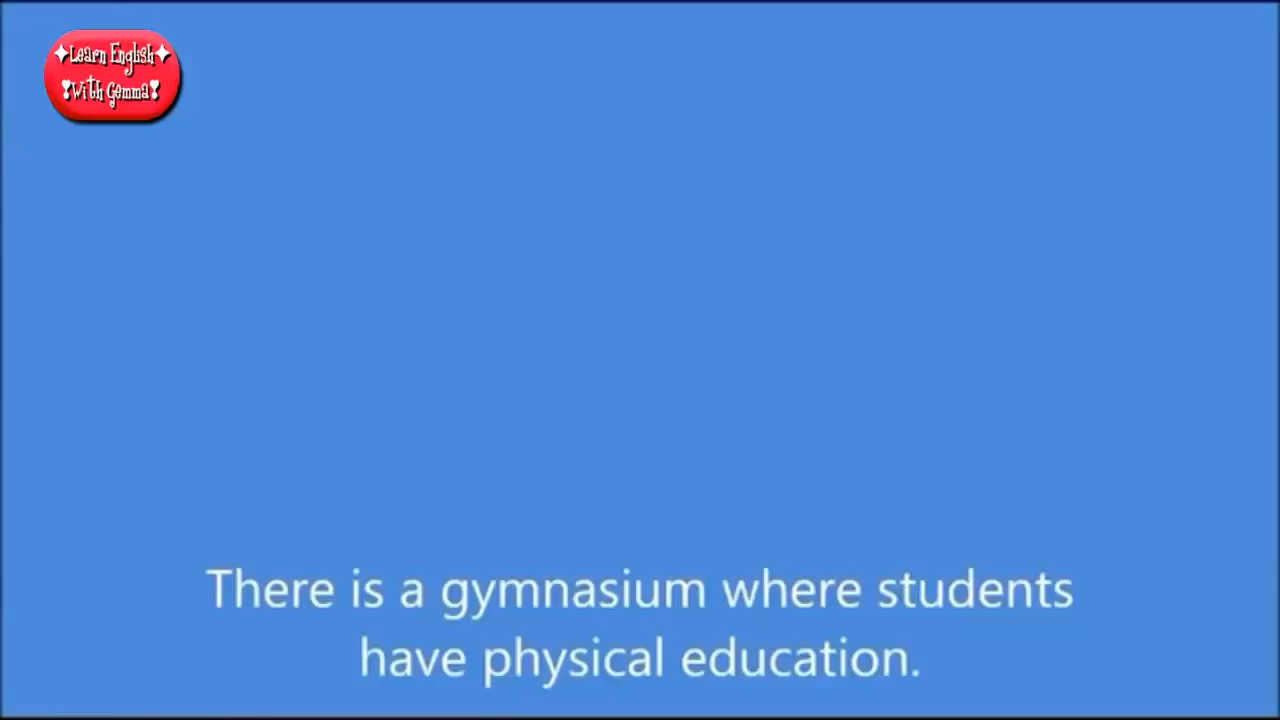 ✦Learn English✦
❣With Gemma❣
There is a gymnasium where students
have physical education.